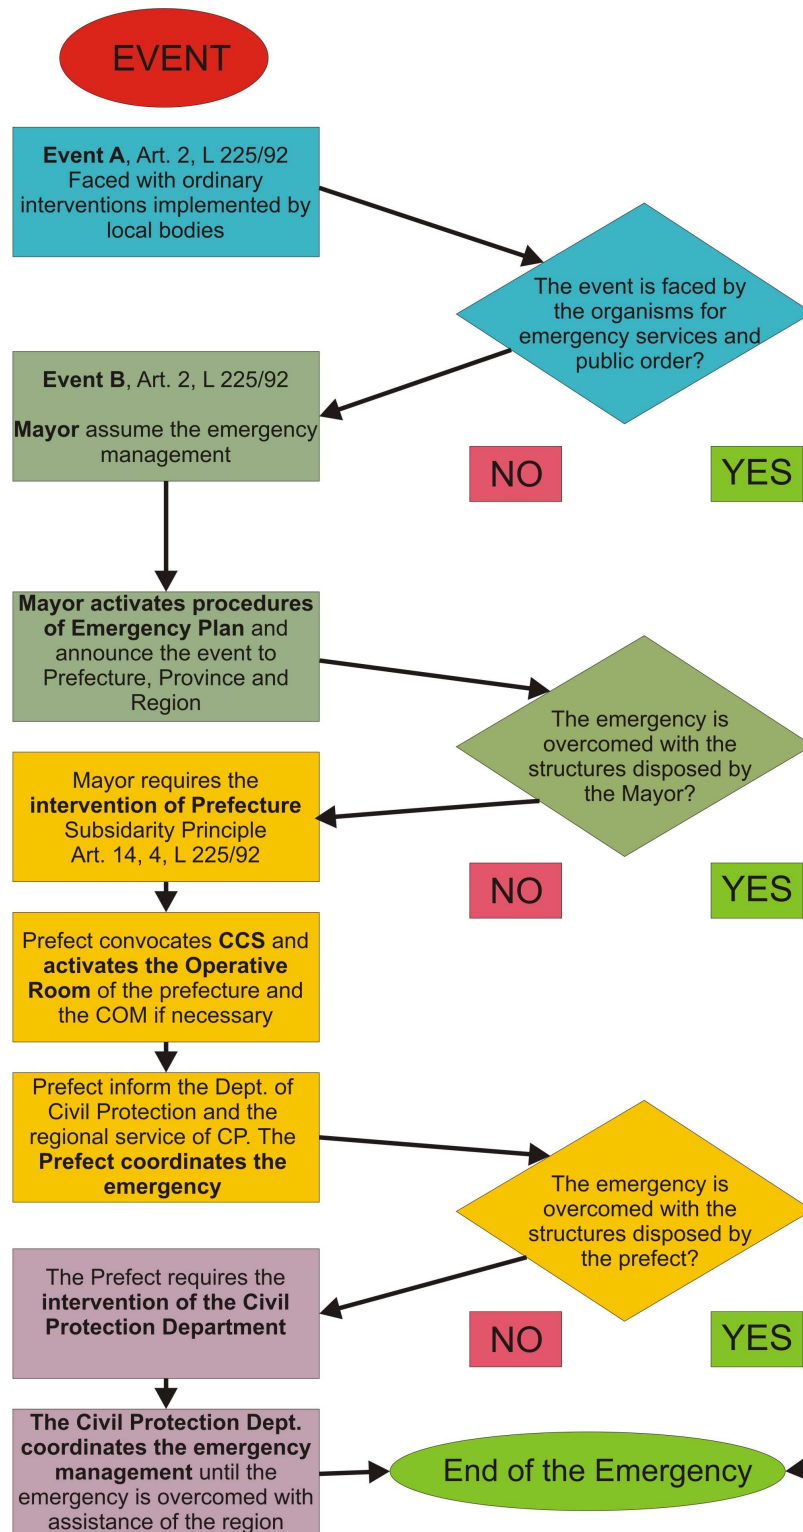 EVENT
Event A, Art. 2, L 225/92
Faced with ordinary
interventions implemented by
local bodies
The event is faced by
the organisms for
emergency services and
public order?
Event B, Art. 2, L 225/92
Mayor assume the emergency
management
NO
YES
Mayor activates procedures
of Emergency Plan and
announce the event to
Prefecture, Province and
Region
The emergency is
overcomed with the
structures disposed by
the Mayor?
Mayor requires the
intervention of Prefecture
Subsidarity Principle
Art. 14, 4, L 225/92
NO
YES
Prefect convocates CCS and
activates the Operative
Room of the prefecture and
the COM if necessary
Prefect inform the Dept. of
Civil Protection and the
regional service of CP. The
Prefect coordinates the
emergency
The emergency is
overcomed with the
structures disposed by
the prefect?
The Prefect requires the
intervention of the Civil
Protection Department
NO
YES
The Civil Protection Dept.
coordinates the emergency
management until the
emergency is overcomed with
assistance of the region
End of the Emergency